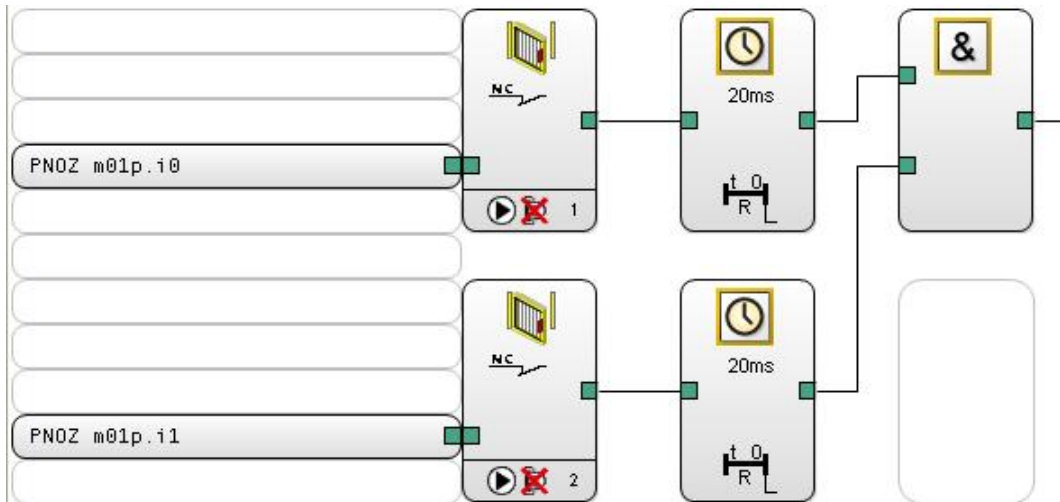 NC
20ms
&
PNOZ m01p.i0
t 0
R
1
NC
20ms
PNOZ m01p.i1
t 0
R
2